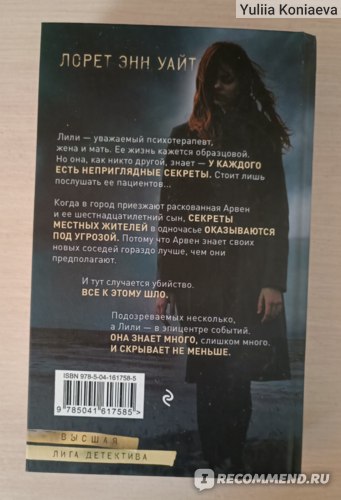 Yuliia Koniaeva
ЛОРЕТ ЭНН УАЙТ
Лили — уважаемый психотерапевт,
жена и мать. Ее жизнь кажется образцовой.
Но она, как никто другой, знает — У КАЖДОГО
ЕСТЬ НЕПРИГЛЯДНЫЕ СЕКРЕТЫ. Стоит лишь
послушать ее пациентов...
Когда в город приезжают раскованная Арвен
и ее шестнадцатилетний сын, СЕКРЕТЫ
МЕСТНЫХ ЖИТЕЛЕЙ в одночасье ОКАЗЫВАЮТСЯ
ПОД УГРОЗОЙ. Потому что Арвен знает своих
новых соседей гораздо лучше, чем они
предполагают.
И тут случается убийство.
ВСЕ К ЭТОМУ ШЛО.
Подозреваемых несколько,
а Лили — в эпицентре событий.
ОНА ЗНАЕТ МНОГО, слишком много.
И СКРЫВАЕТ НЕ МЕНЬШЕ.
ISBN 978-5-04-161758-5
9 785041 617585 >
ВЫСШАЯ
ЛИГА ДЕТЕКТИВА
IRECOMMEND.RU